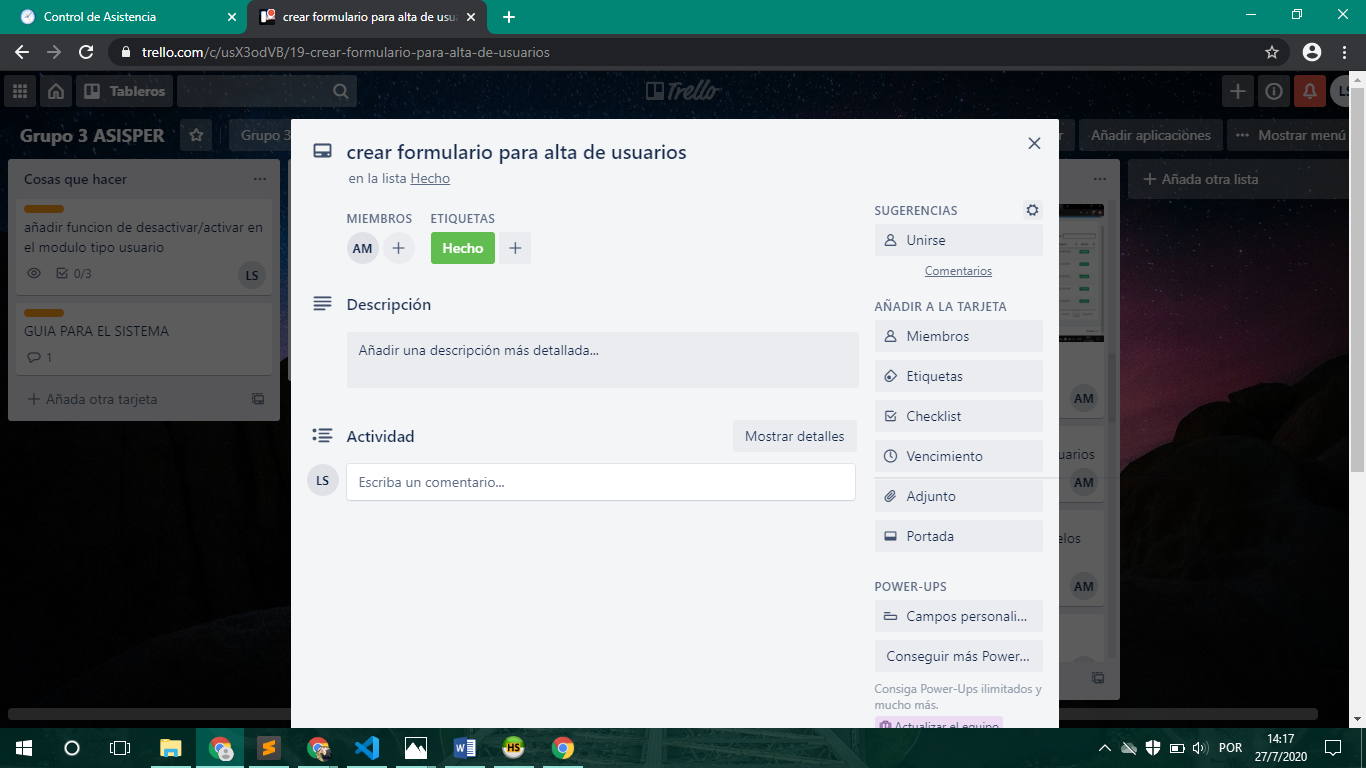 Control de Asistencia
crear formulario para alta de usu
trello.com/c/usX3odVB/19-crear-formulario-para-alta-de-usuarios
Tableros
Trello
LS
Grupo 3 ASISPER
Grupo 3
Añadir aplicaciones
Mostrar menú
Cosas que hacer
añadir funcion de desactivar/activar en
el modulo tipo usuario
0/3
LS
GUIA PARA EL SISTEMA
1
Añada otra tarjeta
crear formulario para alta de usuarios
en la lista Hecho
MIEMBROS
ETIQUETAS
AM
Hecho
Descripción
Añadir una descripción más detallada...
Actividad
Mostrar detalles
LS
Escriba un comentario...
SUGERENCIAS
Unirse
Comentarios
AÑADIR A LA TARJETA
Miembros
Etiquetas
Checklist
Vencimiento
Adjunto
Portada
POWER-UPS
Campos personali...
Conseguir más Power...
Consiga Power-Ups ilimitados y
mucho más.
Actualizar el equipo
Añada otra lista
AM
uarios
AM
elos
AM
HS
POR
14:17
27/7/2020